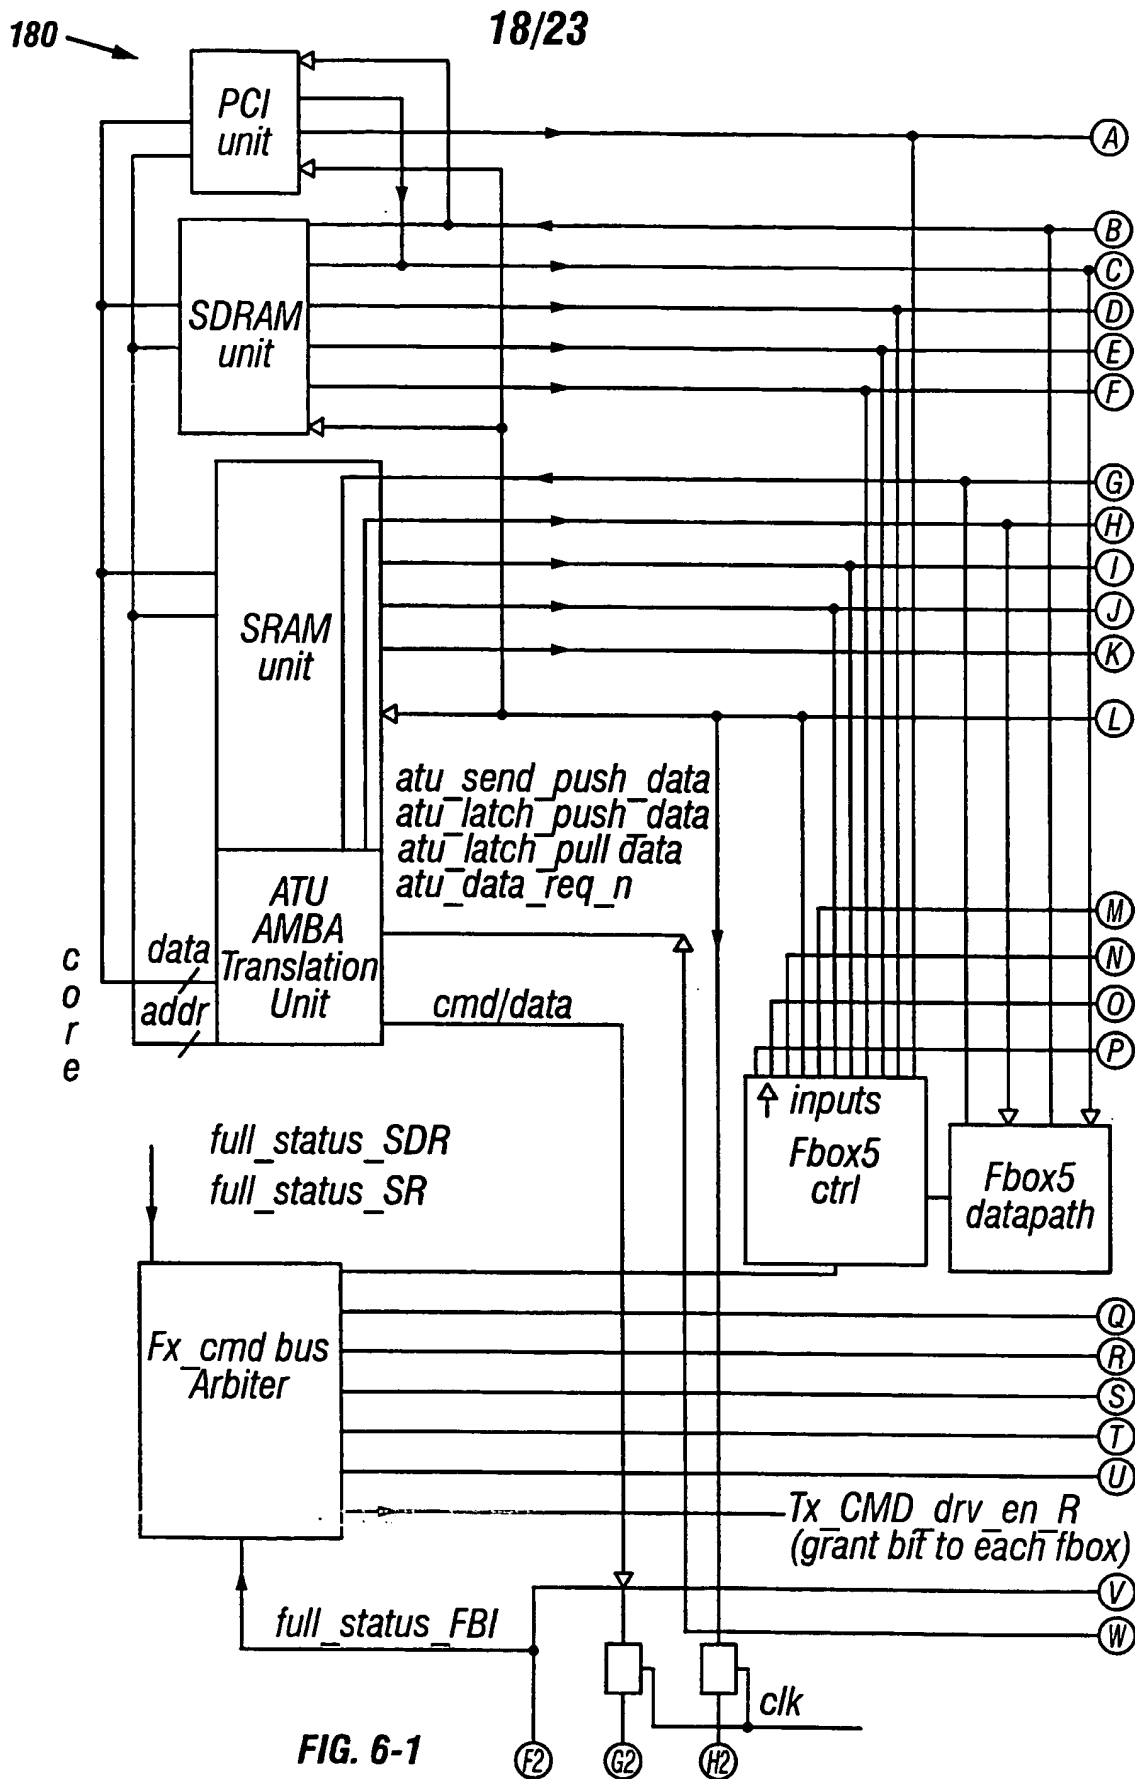 18/23
180
PCI
unit
A
B
C
SDRAM
unit
D
E
F
G
H
I
SRAM
unit
J
K
L
atu_send_push_data
atu_latch_push_data
atu_latch_pull data
atu_data_req_n
ATU
AMBA
Translation
Unit
core
data
addr
cmd/data
M
N
O
P
inputs
Fbox5
ctrl
Fbox5
datapath
full_status_SDR
full_status_SR
Fx_cmd bus
Arbiter
Q
R
S
T
U
Tx_CMD_drv_en_R
(grant bit to each fbox)
V
full_status_FBI
W
clk
FIG. 6-1
F2
G2
H2